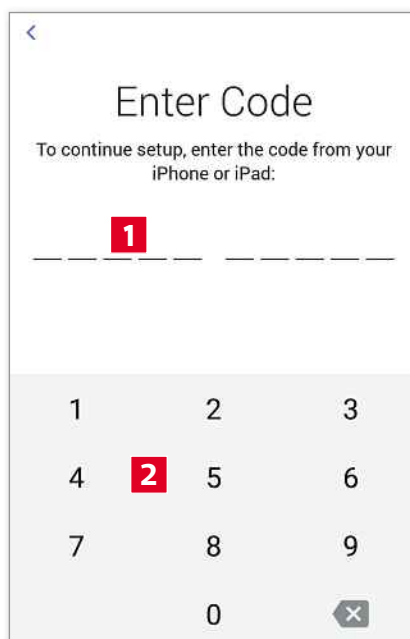 Enter Code
To continue setup, enter the code from your
iPhone or iPad:
1
1 2 3
4 2 5 6
7 8 9
0